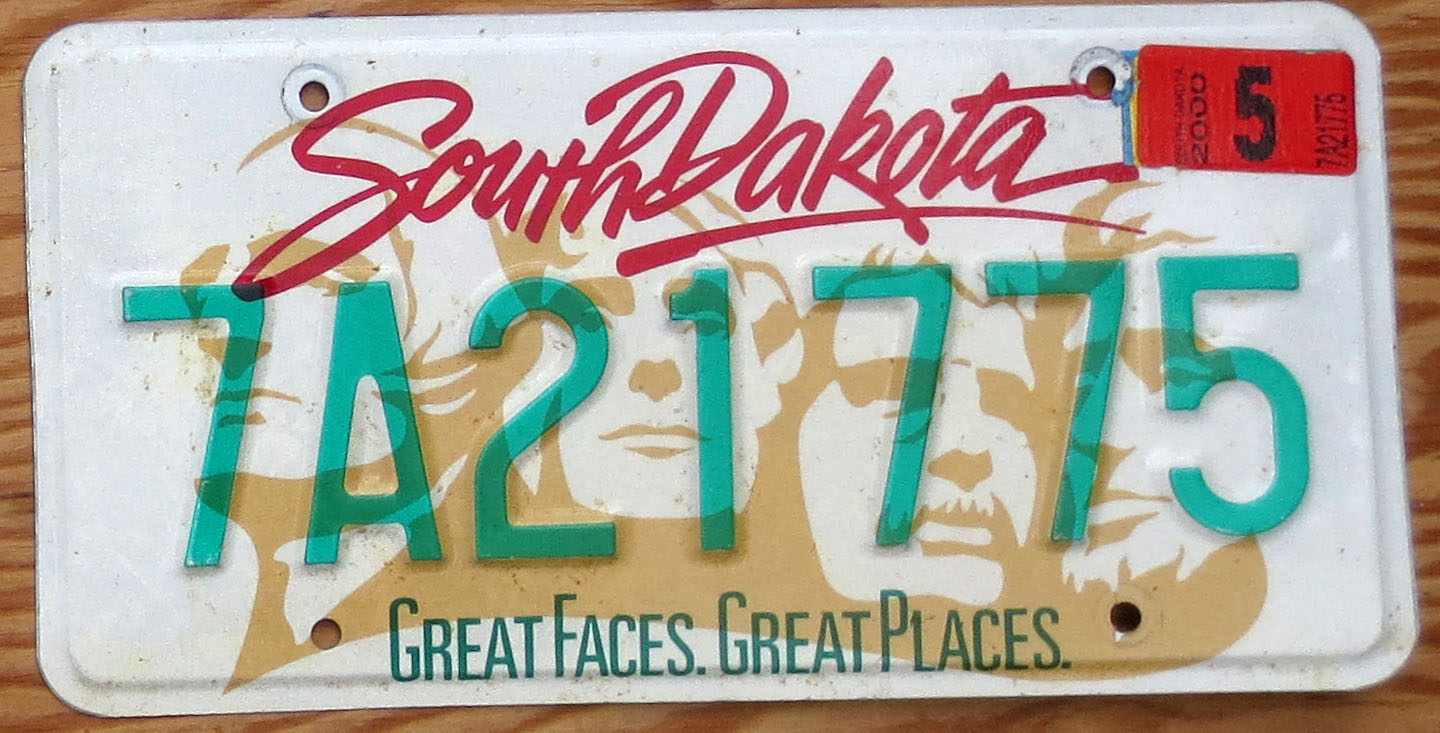 South Dakota
SOUTH DAKOTA
2000
5
7A21775
7A21775
GREAT FACES. GREAT PLACES.